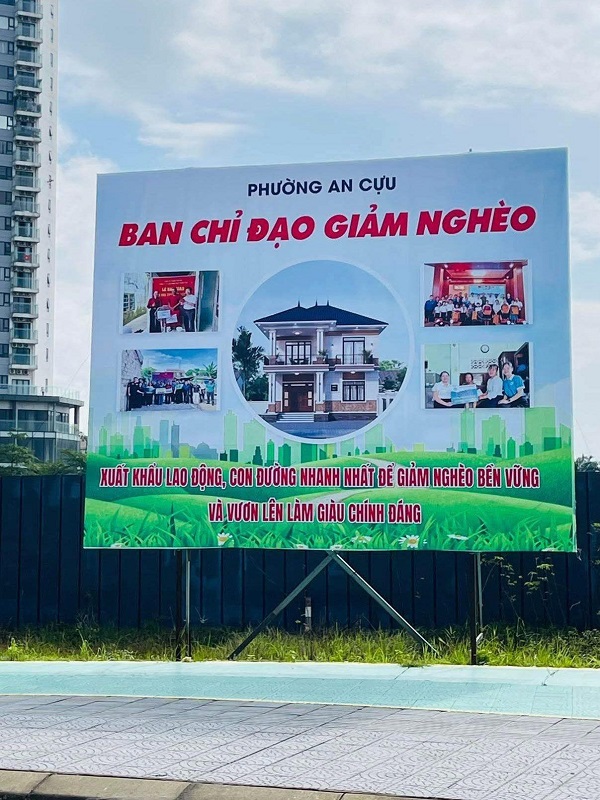 PHƯỜNG AN CỰU
BAN CHỈ ĐẠO GIẢM NGHÈO
XUẤT KHẨU LAO ĐỘNG, CON ĐƯỜNG NHANH NHẤT ĐỂ GIẢM NGHÈO BỀN VỮNG
VÀ VƯƠN LÊN LÀM GIÀU CHÍNH ĐÁNG